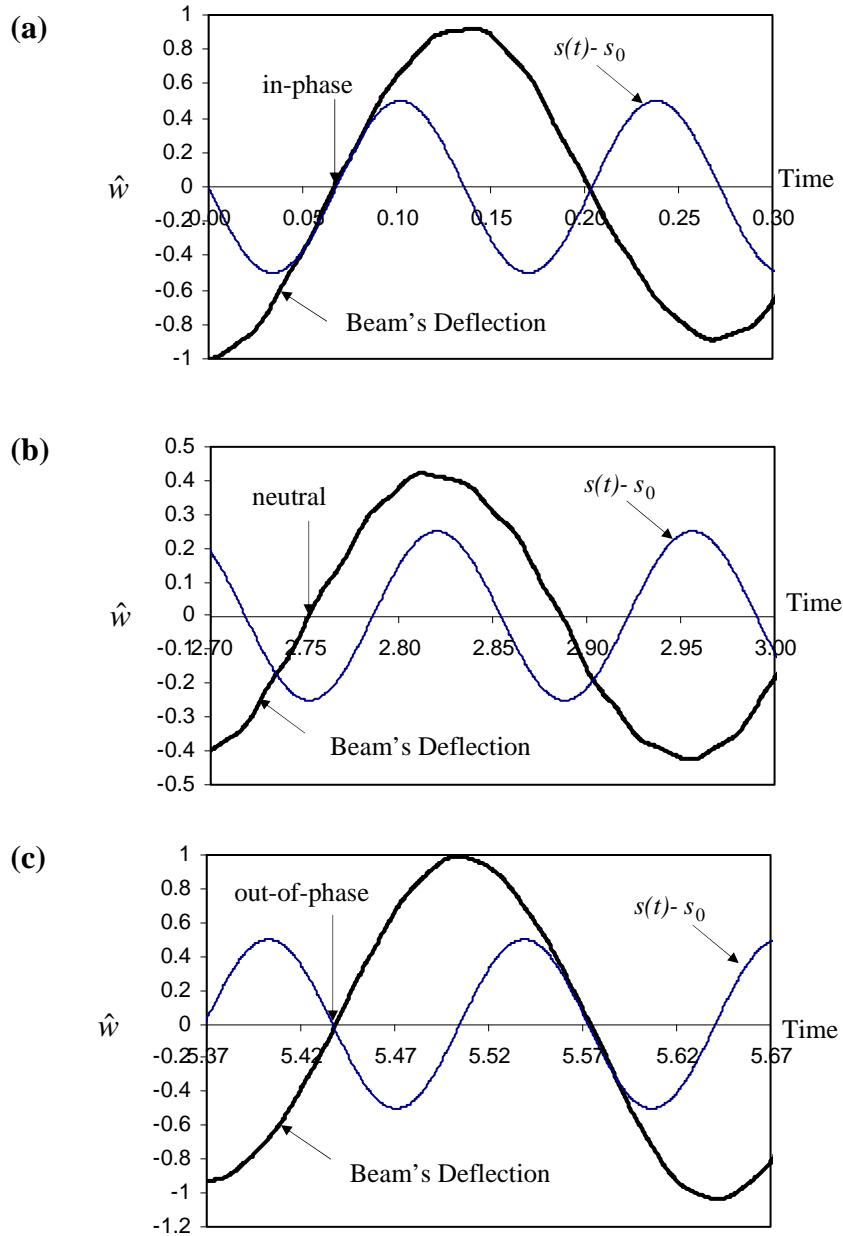 (a)
1
0.8
0.6
0.4
0.2
0
-0.2
-0.4
-0.6
-0.8
-1
ŵ
0.00 0.05 0.10 0.15 0.20 0.25 0.30
Time
in-phase
s(t)- s0
Beam's Deflection
(b)
0.5
0.4
0.3
0.2
0.1
0
-0.1
-0.2
-0.3
-0.4
-0.5
ŵ
2.70 2.75 2.80 2.85 2.90 2.95 3.00
Time
neutral
s(t)- s0
Beam's Deflection
(c)
1
0.8
0.6
0.4
0.2
0
-0.2
-0.4
-0.6
-0.8
-1
-1.2
ŵ
5.37 5.42 5.47 5.52 5.57 5.62 5.67
Time
out-of-phase
s(t)- s0
Beam's Deflection